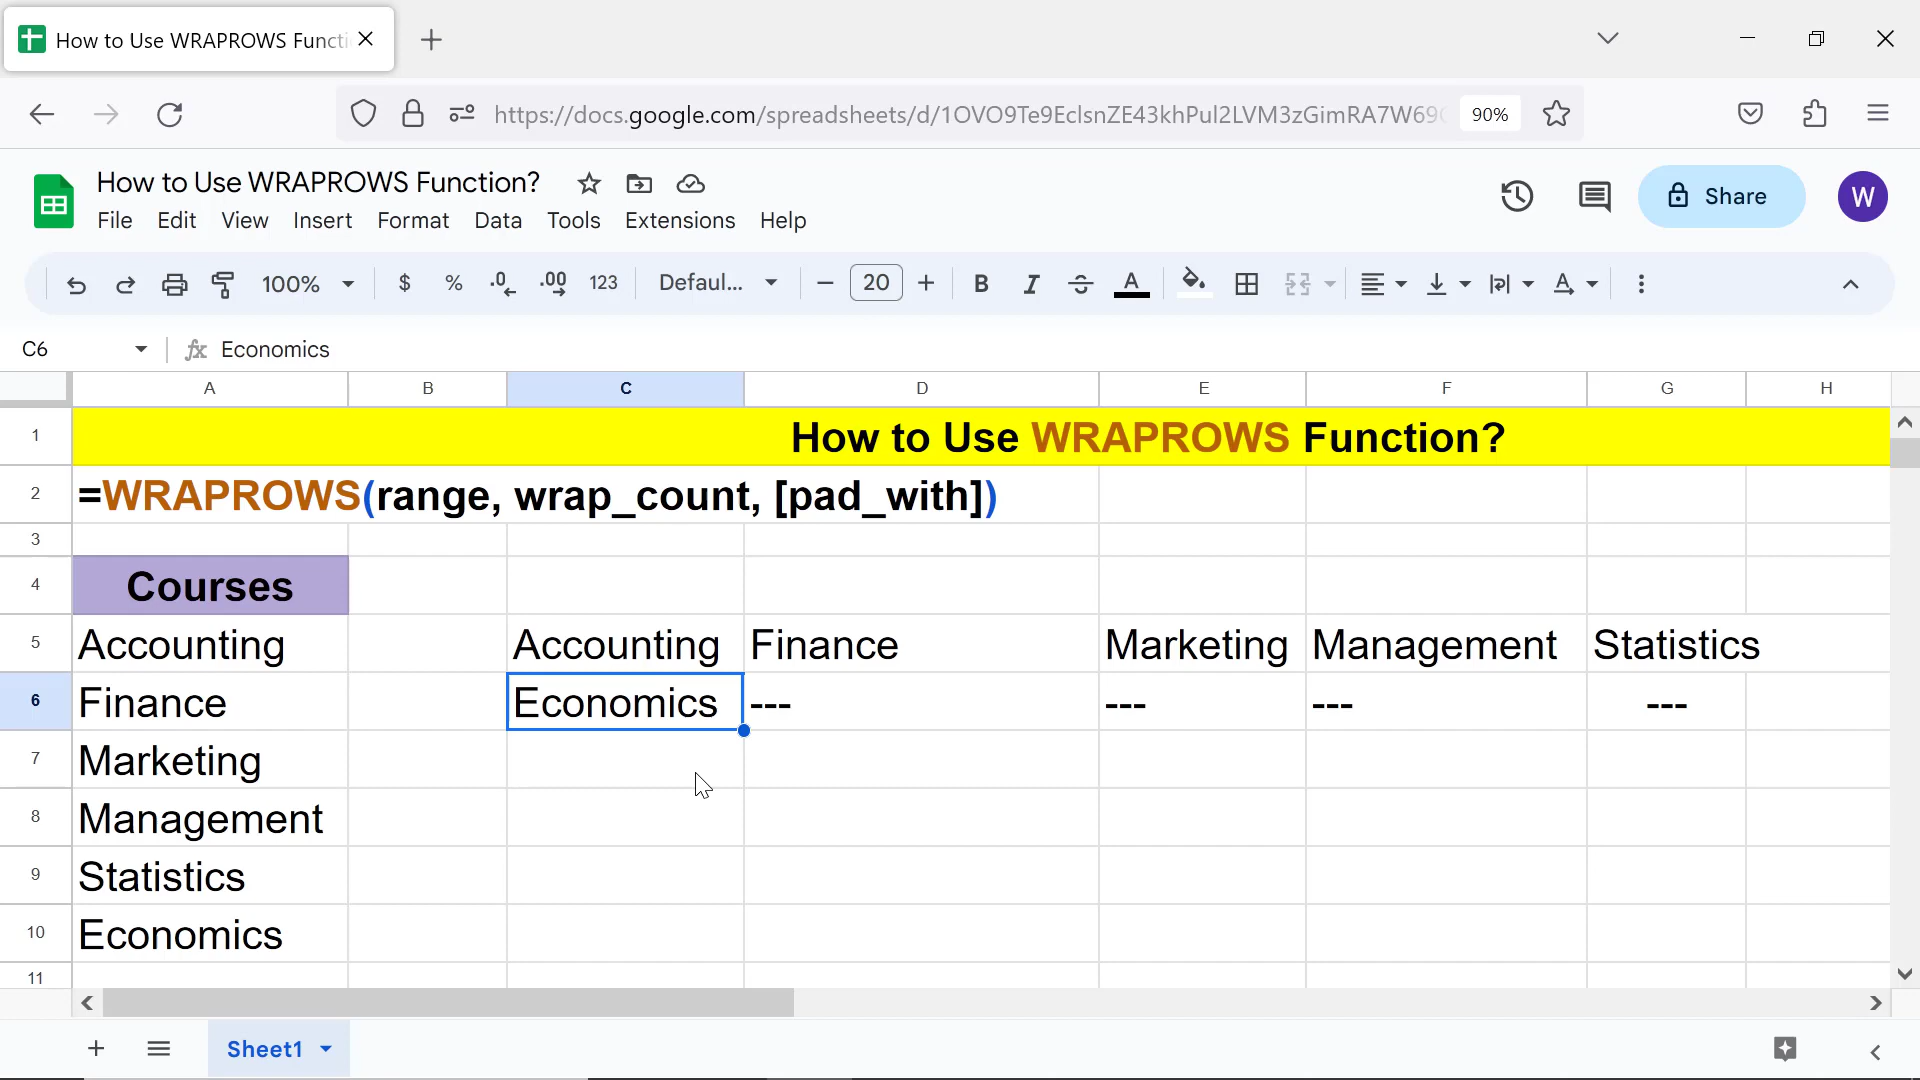 How to Use WRAPROWS Functi
https://docs.google.com/spreadsheets/d/1OVO9Te9EclsnZE43khPul2LVM3zGimRA7W69
90%
How to Use WRAPROWS Function?
File Edit View Insert Format Data Tools Extensions Help
Share
W
100% $ % .0 .00 123 Defaul... 20 B I S A
C6 fx Economics
A B C D E F G H
1 How to Use WRAPROWS Function?
2 =WRAPROWS(range, wrap_count, [pad_with])
3
4 Courses
5 Accounting Accounting Finance Marketing Management Statistics
6 Finance Economics --- --- --- ---
7 Marketing
8 Management
9 Statistics
10 Economics
11
Sheet1